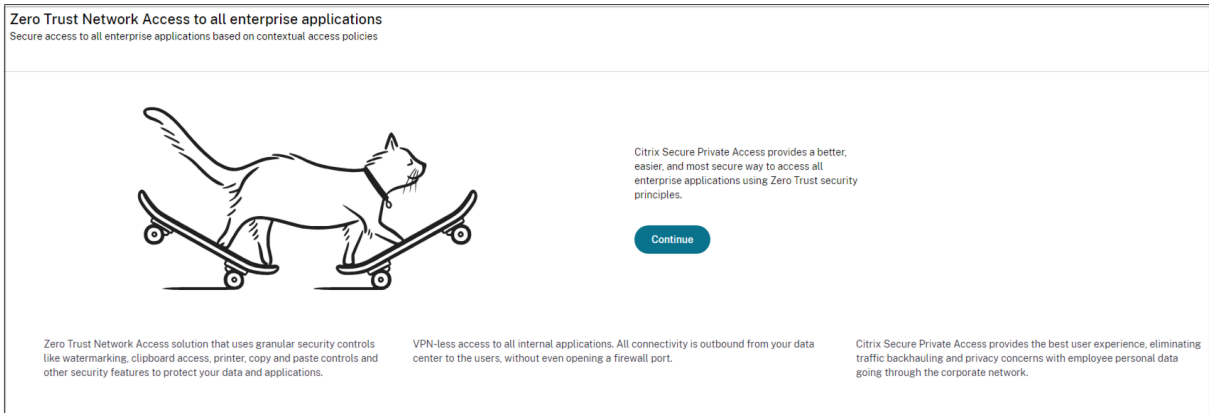 Zero Trust Network Access to all enterprise applications
Secure access to all enterprise applications based on contextual access policies
Citrix Secure Private Access provides a better,
easier, and most secure way to access all
enterprise applications using Zero Trust security
principles.
Continue
Zero Trust Network Access solution that uses granular security controls
like watermarking, clipboard access, printer, copy and paste controls and
other security features to protect your data and applications.
VPN-less access to all internal applications. All connectivity is outbound from your data
center to the users, without even opening a firewall port.
Citrix Secure Private Access provides the best user experience, eliminating
traffic backhauling and privacy concerns with employee personal data
going through the corporate network.